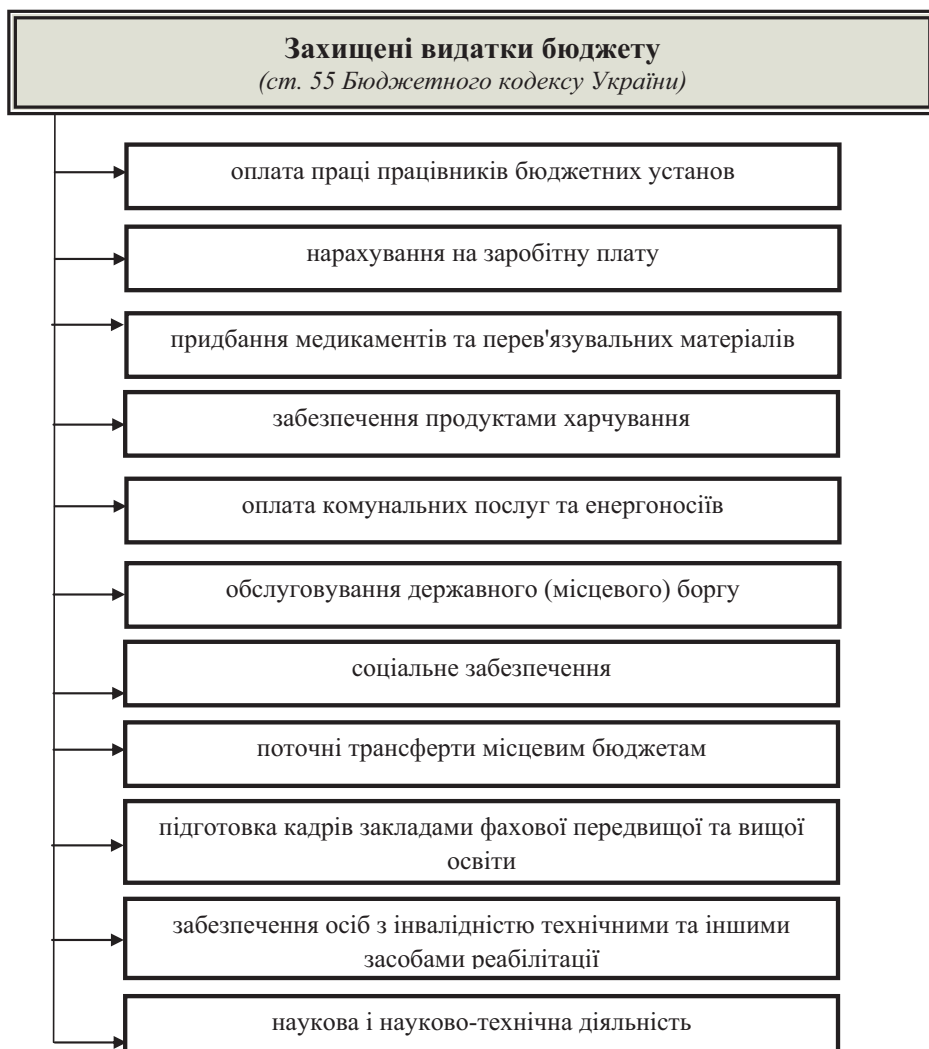 Захищені видатки бюджету
(ст. 55 Бюджетного кодексу України)
оплата праці працівників бюджетних установ
нарахування на заробітну плату
придбання медикаментів та перев'язувальних матеріалів
забезпечення продуктами харчування
оплата комунальних послуг та енергоносіїв
обслуговування державного (місцевого) боргу
соціальне забезпечення
поточні трансферти місцевим бюджетам
підготовка кадрів закладами фахової передвищої та вищої
освіти
забезпечення осіб з інвалідністю технічними та іншими
засобами реабілітації
наукова і науково-технічна діяльність